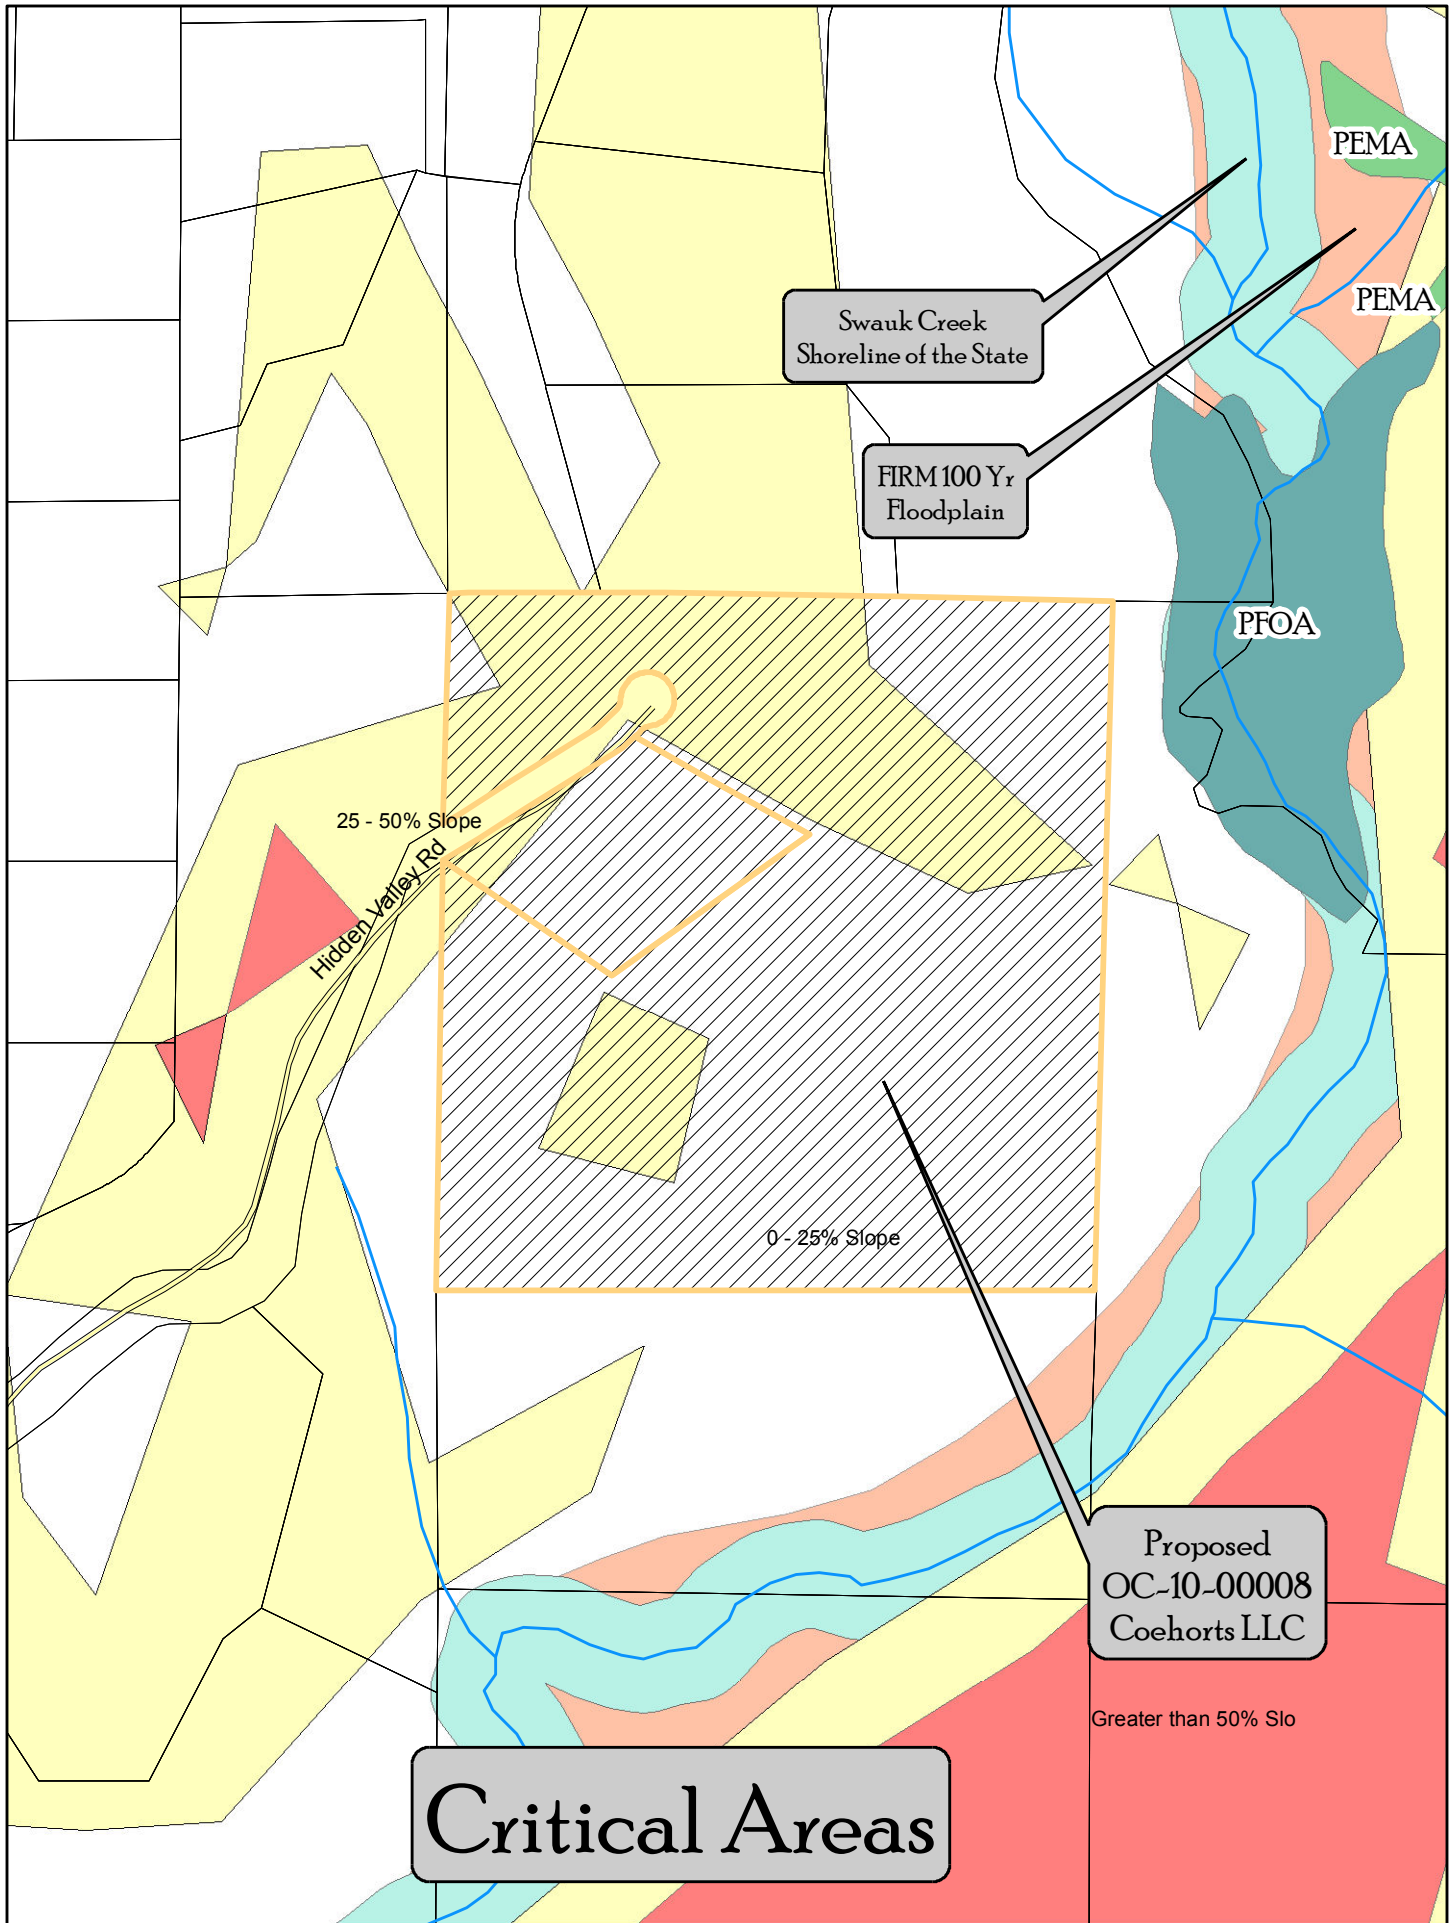 PEMA
PEMA
Swauk Creek
Shoreline of the State
FIRM 100 Yr
Floodplain
PFOA
25 - 50% Slope
Hidden Valley Rd
0 - 25% Slope
Proposed
OC-10-00008
Coehorts LLC
Greater than 50% Slo
Critical Areas